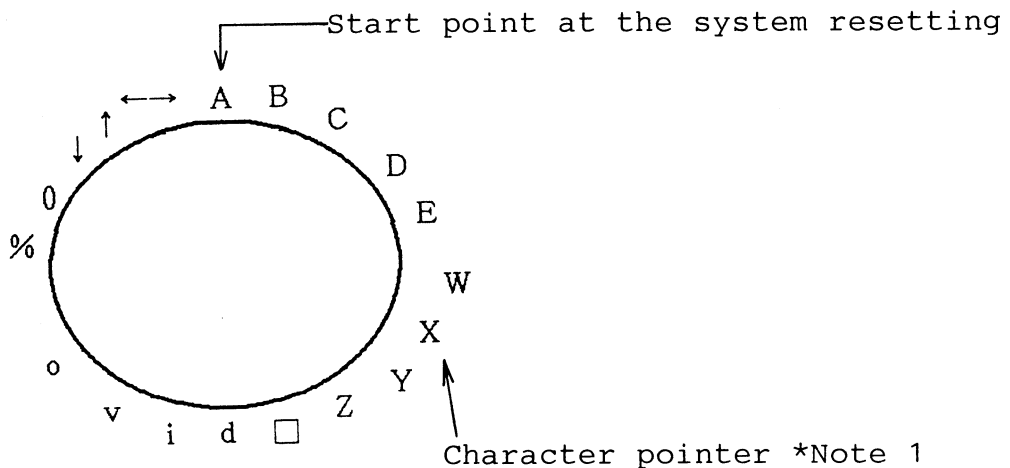 Start point at the system resetting
←→ A B C
↑
↓ D
0 E
%
W
X
o Y
v Z
i d □
Character pointer *Note 1